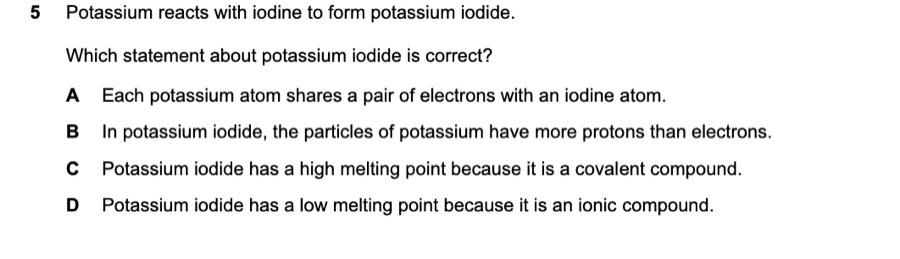 5 Potassium reacts with iodine to form potassium iodide.
Which statement about potassium iodide is correct?
A Each potassium atom shares a pair of electrons with an iodine atom.
B In potassium iodide, the particles of potassium have more protons than electrons.
C Potassium iodide has a high melting point because it is a covalent compound.
D Potassium iodide has a low melting point because it is an ionic compound.